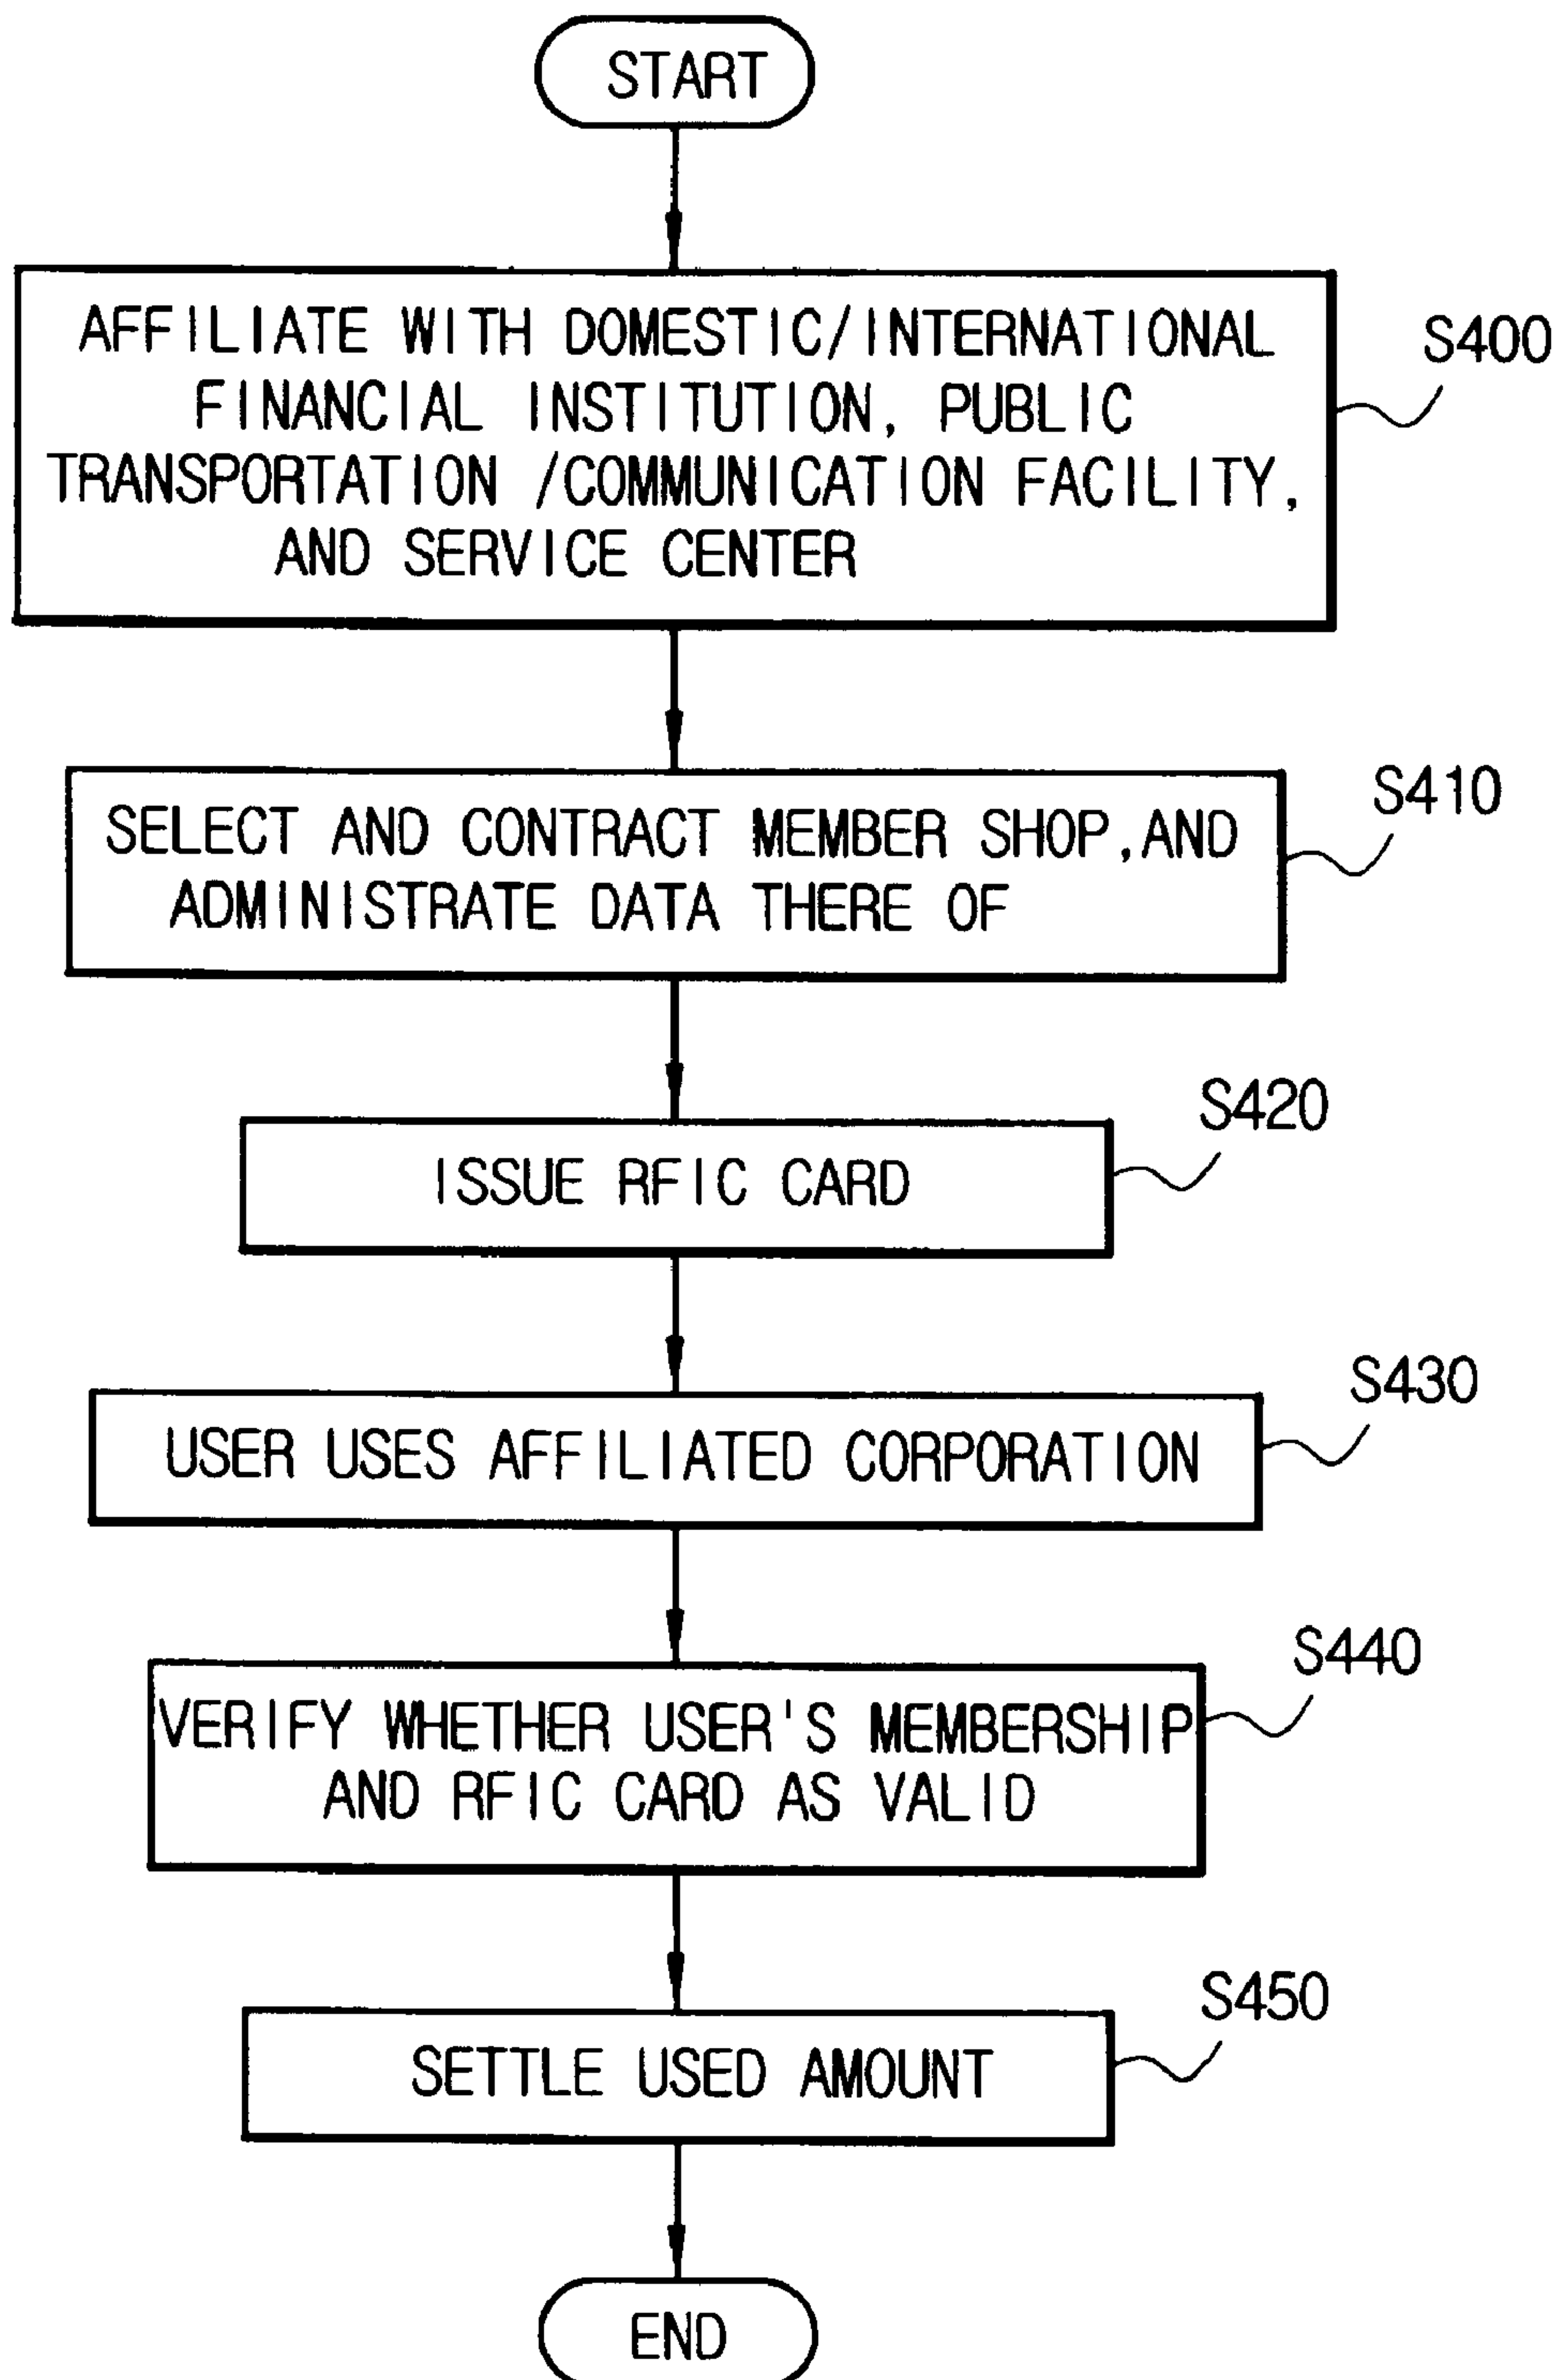 START
AFFILIATE WITH DOMESTIC/INTERNATIONAL
FINANCIAL INSTITUTION, PUBLIC
TRANSPORTATION /COMMUNICATION FACILITY,
AND SERVICE CENTER
S400
SELECT AND CONTRACT MEMBER SHOP,AND
ADMINISTRATE DATA THERE OF
S410
ISSUE RFIC CARD
S420
USER USES AFFILIATED CORPORATION
S430
VERIFY WHETHER USER'S MEMBERSHIP
AND RFIC CARD AS VALID
S440
SETTLE USED AMOUNT
S450
END